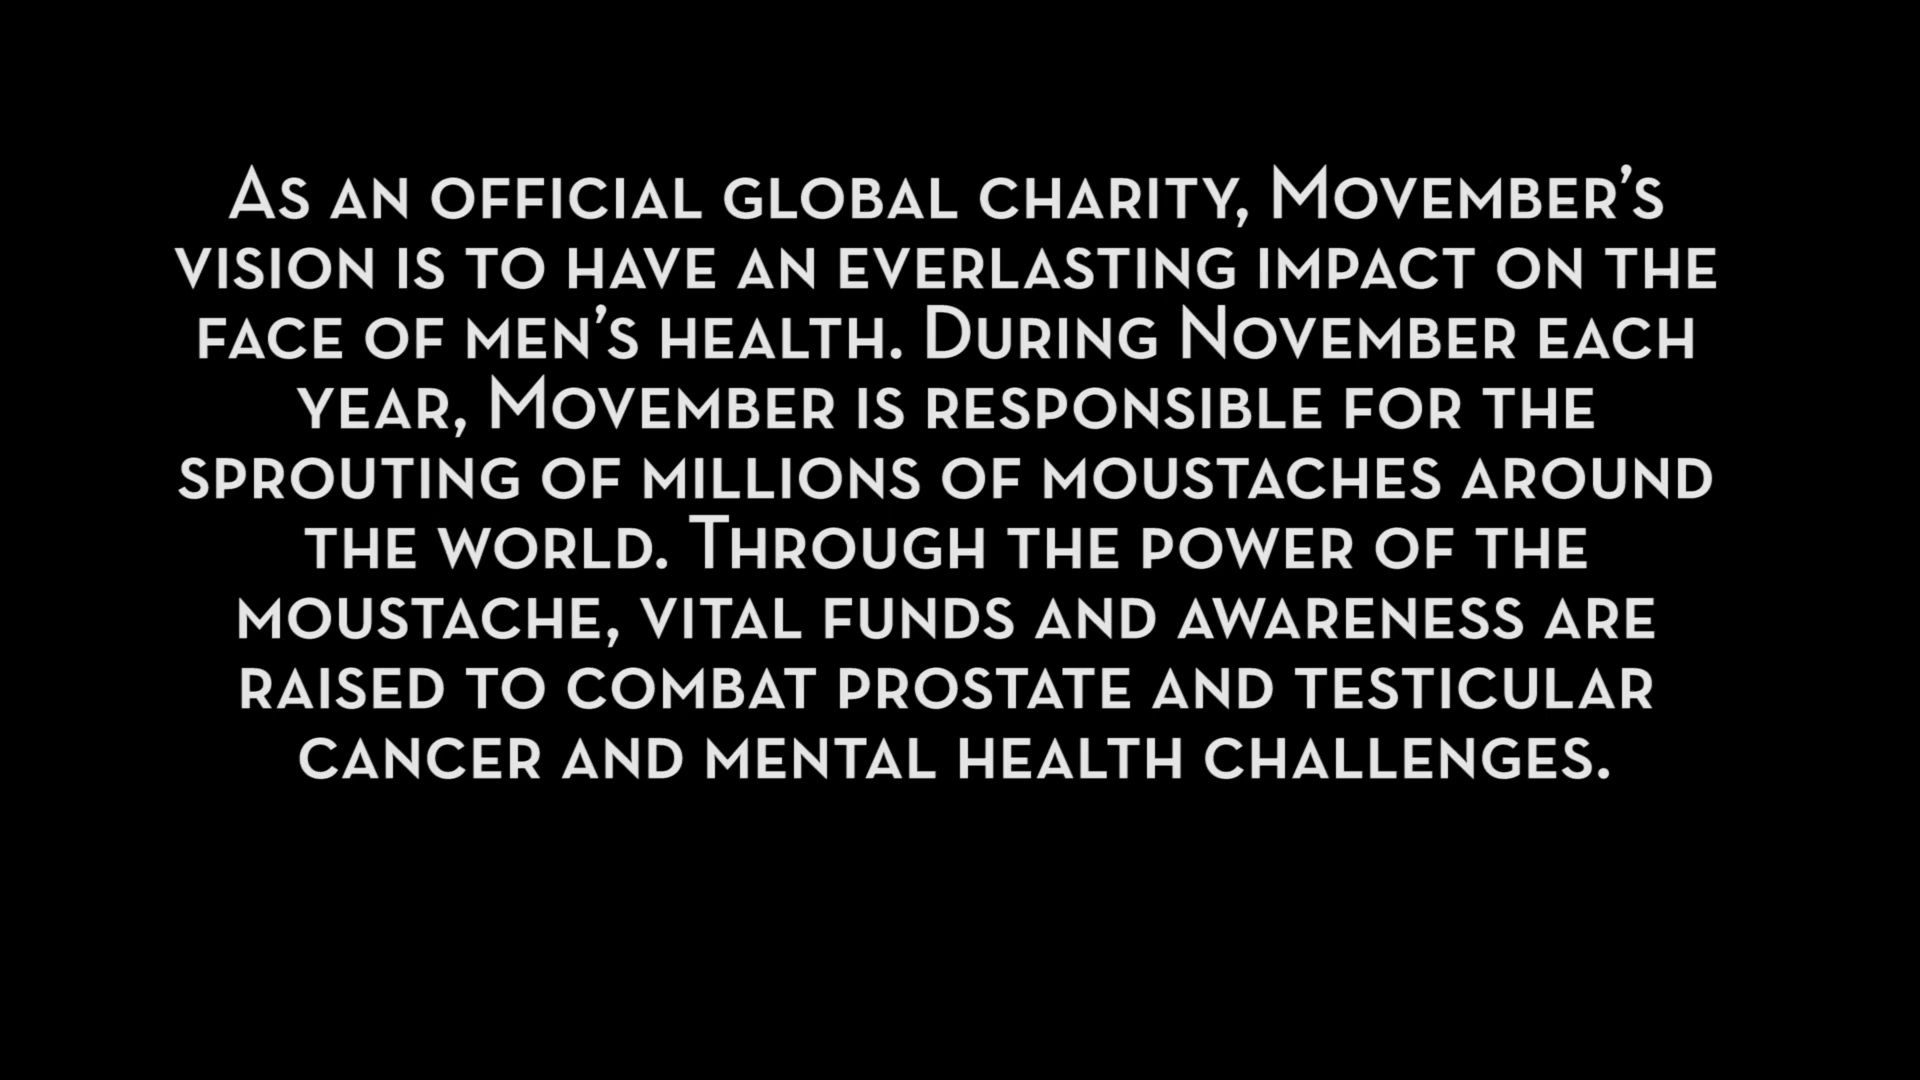 As an official global charity, Movember’s
vision is to have an everlasting impact on the
face of men’s health. During November each
year, Movember is responsible for the
sprouting of millions of moustaches around
the world. Through the power of the
moustache, vital funds and awareness are
raised to combat prostate and testicular
cancer and mental health challenges.